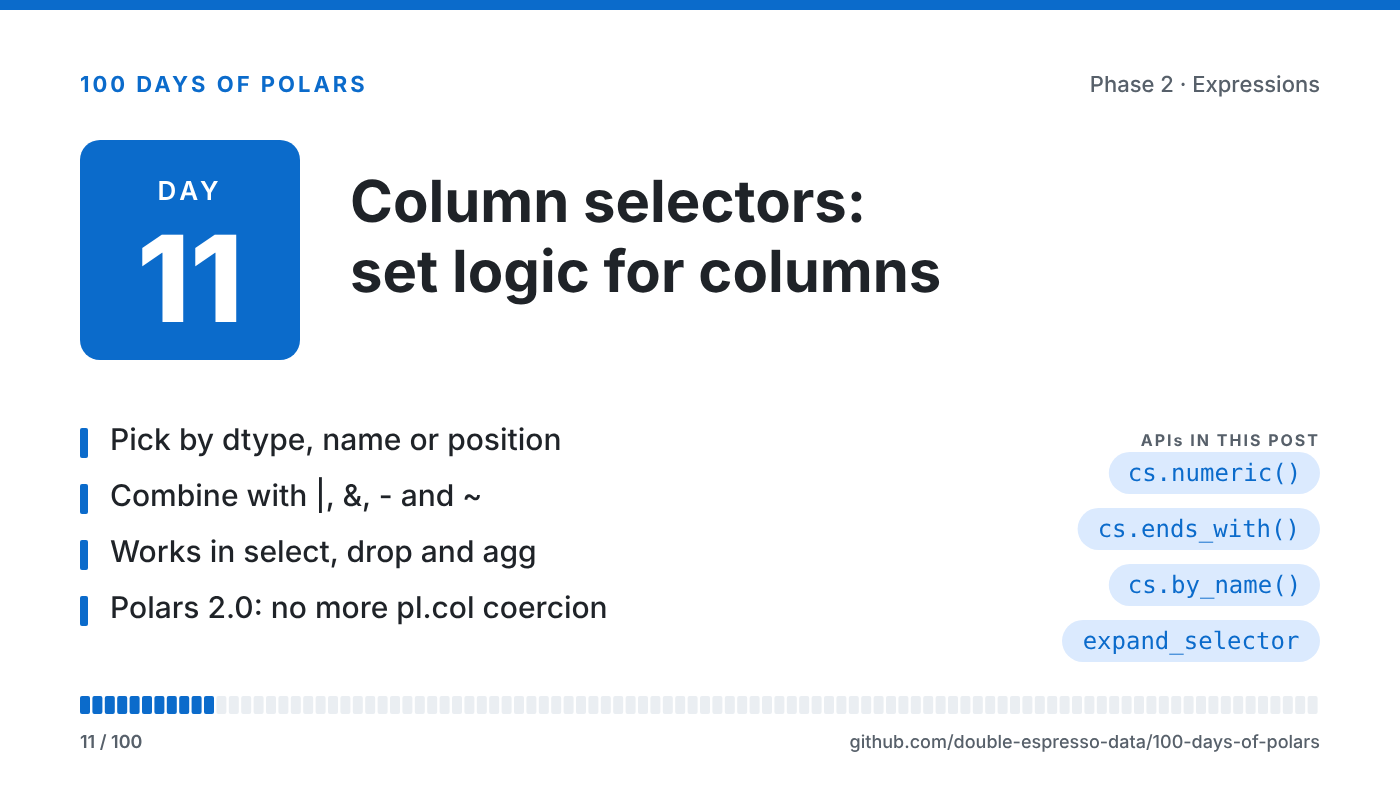 100 DAYS OF POLARS
Phase 2 · Expressions
DAY
11
Column selectors:
set logic for columns
Pick by dtype, name or position
Combine with |, &, - and ~
Works in select, drop and agg
Polars 2.0: no more pl.col coercion
APIs IN THIS POST
cs.numeric()
cs.ends_with()
cs.by_name()
expand_selector
11 / 100
github.com/double-espresso-data/100-days-of-polars